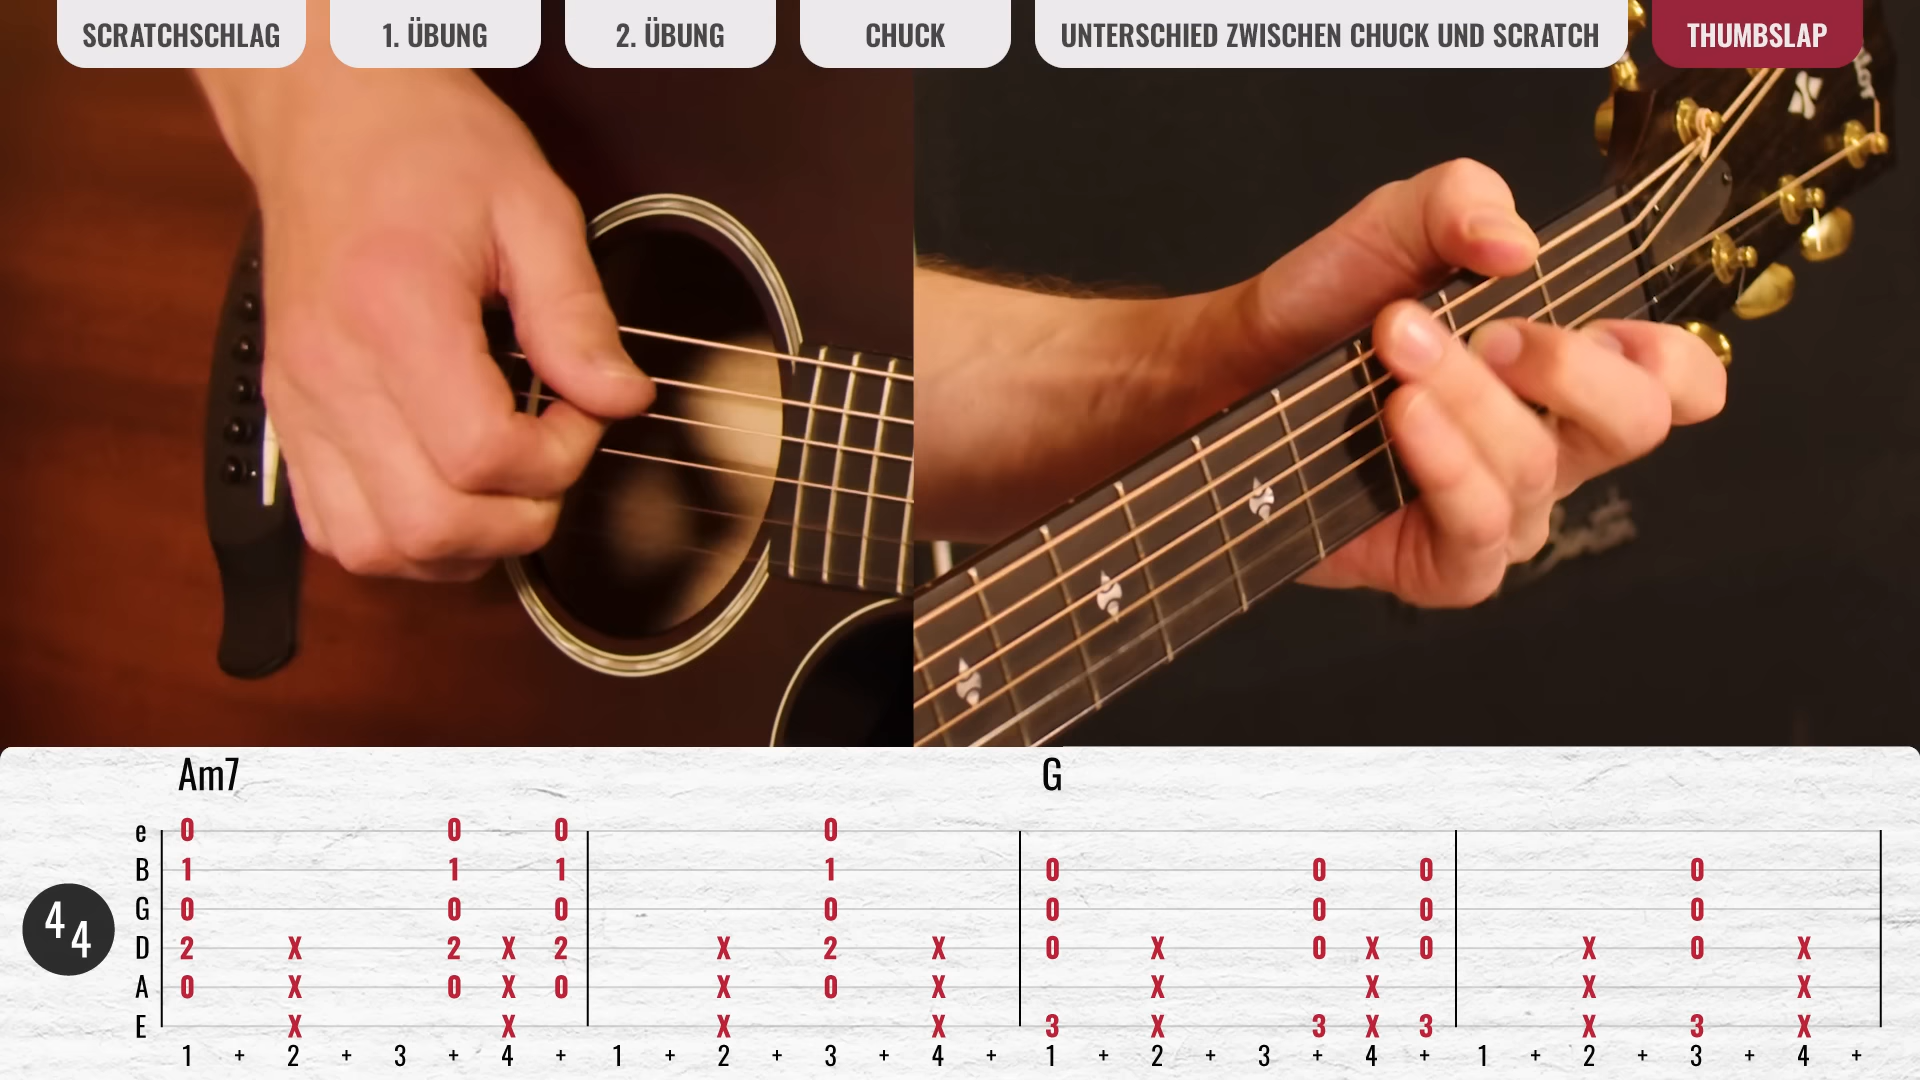 SCRATCHSCHLAG 1. ÜBUNG 2. ÜBUNG CHUCK UNTERSCHIED ZWISCHEN CHUCK UND SCRATCH THUMBSLAP
Am7 G
e 0 0 0 0
B 1 1 1 1 0 0 0 0
G 0 0 0 0 0 0 0 0
D 2 X 2 X 2 X 2 X 0 X 0 X 0 X 0 X
A 0 X 0 X 0 X 0 X X X X X
E X X X X 3 X 3 X 3 X 3 X
4 4
1 + 2 + 3 + 4 + 1 + 2 + 3 + 4 + 1 + 2 + 3 + 4 + 1 + 2 + 3 + 4 +